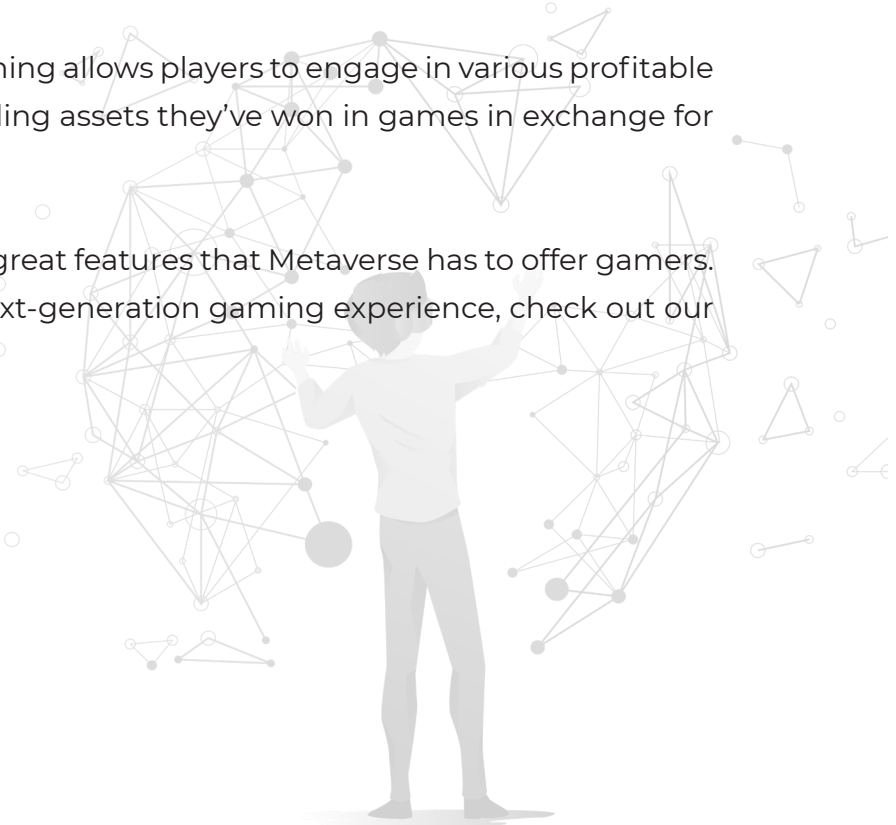 ning allows players to engage in various profitable
ling assets they’ve won in games in exchange for
great features that Metaverse has to offer gamers.
xt-generation gaming experience, check out our